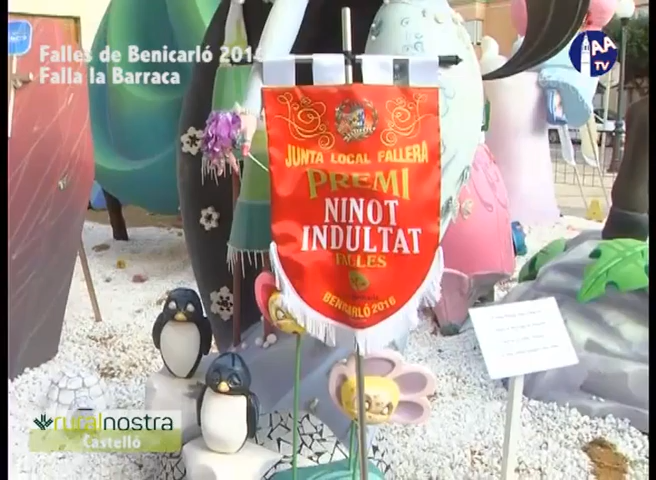 Falles de Benicarló 2016
Falla la Barraca
AA
TV
JUNTA LOCAL FALLERA
PREMI
NINOT
INDULTAT
FALLES
BENICARLÓ 2016
ruralnostra
Castelló